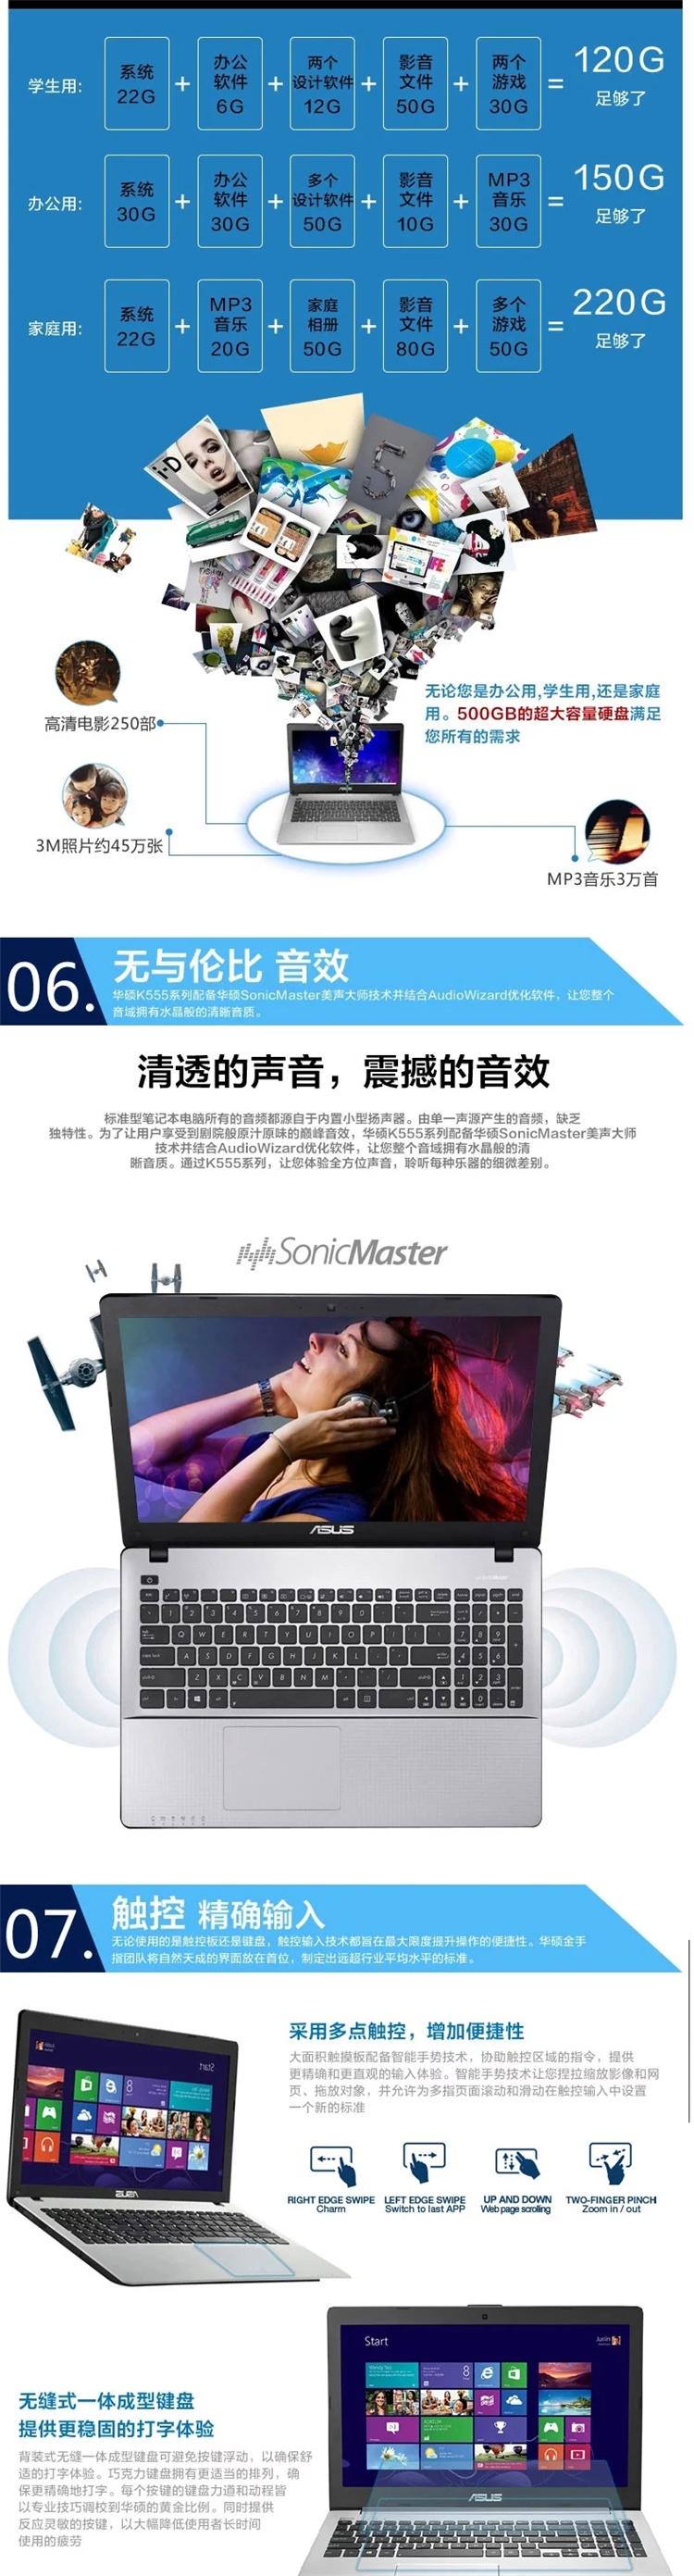 学生用:
系统
22G
+
办公
软件
6G
+
两个
设计软件
12G
+
影音
文件
50G
+
两个
游戏
30G
=
120G
足够了
办公用:
系统
30G
+
办公
软件
30G
+
多个
设计软件
50G
+
影音
文件
10G
+
MP3
音乐
30G
=
150G
足够了
家庭用:
系统
22G
+
MP3
音乐
20G
+
家庭
相册
50G
+
影音
文件
80G
+
多个
游戏
50G
=
220G
足够了
i-D
5
无论您是办公用,学生用,还是家庭
用。500GB的超大容量硬盘满足
您所有的需求
高清电影250部
3M照片约45万张
MP3音乐3万首
06.
无与伦比 音效
华硕K555系列配备华硕SonicMaster美声大师技术并结合AudioWizard优化软件，让您整个
音域拥有水晶般的清晰音质。
清透的声音，震撼的音效
标准型笔记本电脑所有的音频都源自于内置小型扬声器。由单一声源产生的音频，缺乏
独特性。为了让用户享受到剧院般原汁原味的巅峰音效，华硕K555系列配备华硕SonicMaster美声大师
技术并结合AudioWizard优化软件，让您整个音域拥有水晶般的清
晰音质。通过K555系列，让您体验全方位声音，聆听每种乐器的细微差别。
SonicMaster
ASUS
07.
触控 精确输入
无论使用的是触控板还是键盘，触控输入技术都旨在最大限度提升操作的便捷性。华硕金手
指团队将自然天成的界面放在首位，制定出远超行业平均水平的标准。
采用多点触控，增加便捷性
大面积触摸板配备智能手势技术，协助触控区域的指令，提供
更精确和更直观的输入体验。智能手势技术让您捏拉缩放影像和网
页、拖放对象，并允许为多指页面滚动和滑动在触控输入中设置
一个新的标准
RIGHT EDGE SWIPE
Charm
LEFT EDGE SWIPE
Switch to last APP
UP AND DOWN
Web page scrolling
TWO-FINGER PINCH
Zoom in / out
Start
ASUS
无缝式一体成型键盘
提供更稳固的打字体验
背装式无缝一体成型键盘可避免按键浮动，以确保舒
适的打字体验。巧克力键盘拥有更适当的排列，确
保更精确地打字。每个按键的键盘力道和动程皆
以专业技巧调校到华硕的黄金比例。同时提供
反应灵敏的按键，以大幅降低使用者长时间
使用的疲劳